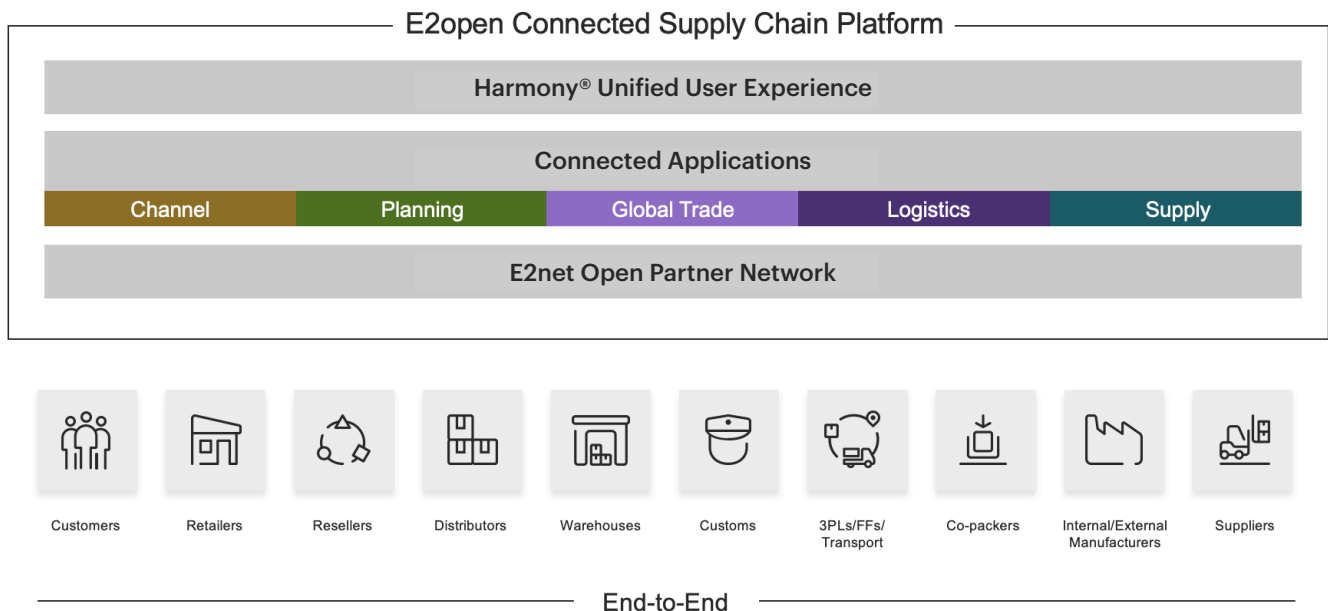 E2open Connected Supply Chain Platform
Harmony® Unified User Experience
Connected Applications
Channel Planning Global Trade Logistics Supply
E2net Open Partner Network
Customers Retailers Resellers Distributors Warehouses Customs 3PLs/FFs/ Co-packers Internal/External Suppliers
Transport Manufacturers
End-to-End